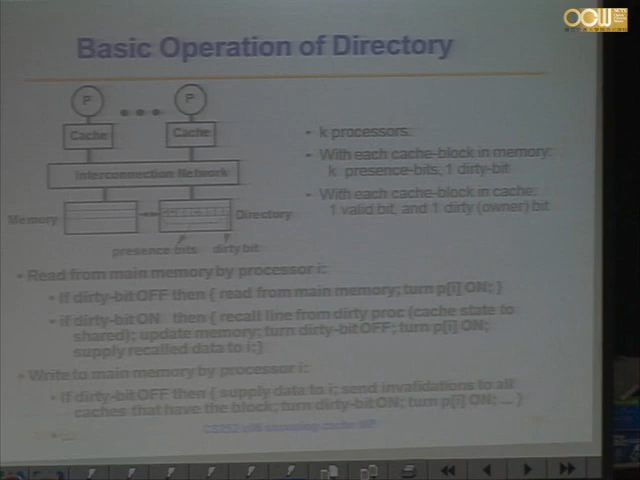 OCW
Basic Operation of Directory
P
P
Cache
Cache
Interconnection Network
Memory
Directory
presence bits
dirty bit
• k processors.
• With each cache-block in memory:
k presence-bits, 1 dirty-bit
• With each cache-block in cache:
1 valid bit, and 1 dirty (owner) bit
• Read from main memory by processor i:
• If dirty-bit OFF then { read from main memory; turn p[i] ON; }
• if dirty-bit ON then { recall line from dirty proc (cache state to
shared); update memory; turn dirty-bit OFF; turn p[i] ON;
supply recalled data to i;}
• Write to main memory by processor i:
• If dirty-bit OFF then { supply data to i; send invalidations to all
caches that have the block; turn dirty-bit ON; turn p[i] ON; ... }